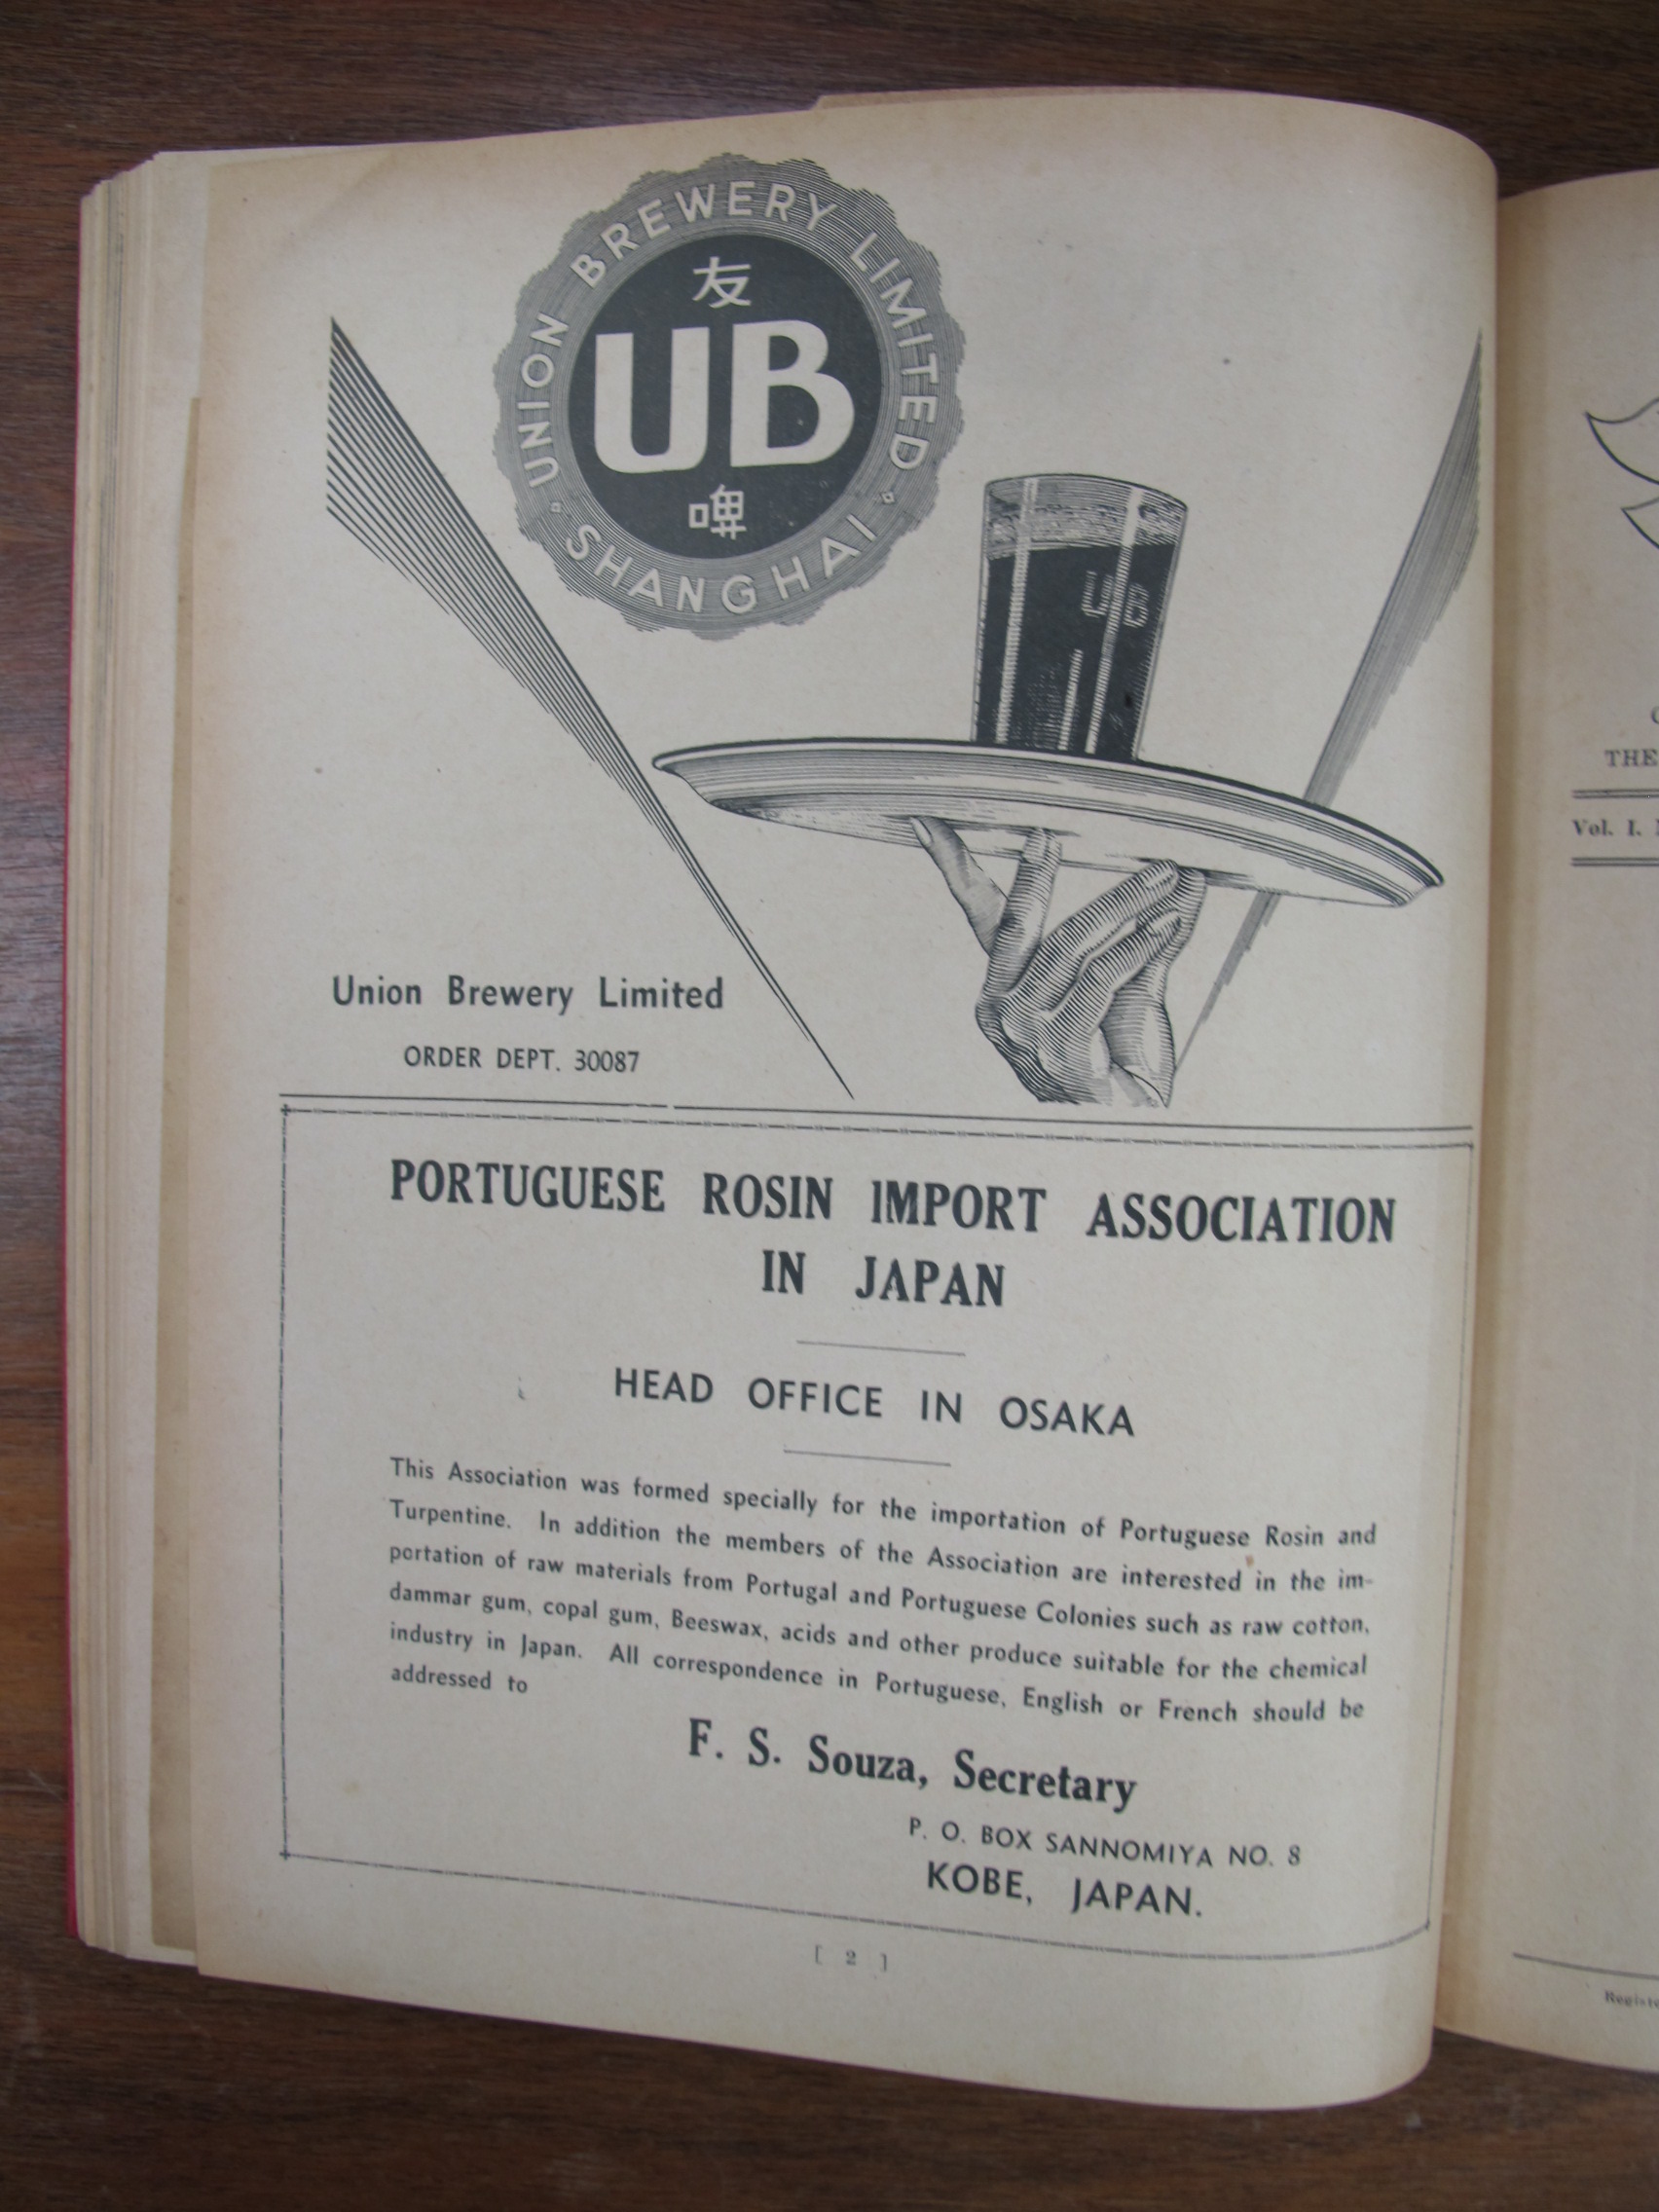 UNION BREWERY LIMITED
友
UB
啤
SHANGHAI
UB
Union Brewery Limited
ORDER DEPT. 30087
PORTUGUESE ROSIN IMPORT ASSOCIATION
IN JAPAN
HEAD OFFICE IN OSAKA
This Association was formed specially for the importation of Portuguese Rosin and
Turpentine. In addition the members of the Association are interested in the im-
portation of raw materials from Portugal and Portuguese Colonies such as raw cotton,
dammar gum, copal gum, Beeswax, acids and other produce suitable for the chemical
industry in Japan. All correspondence in Portuguese, English or French should be
addressed to
F. S. Souza, Secretary
P. O. BOX SANNOMIYA NO. 8
KOBE, JAPAN.
[ 2 ]
THE
Vol. I.